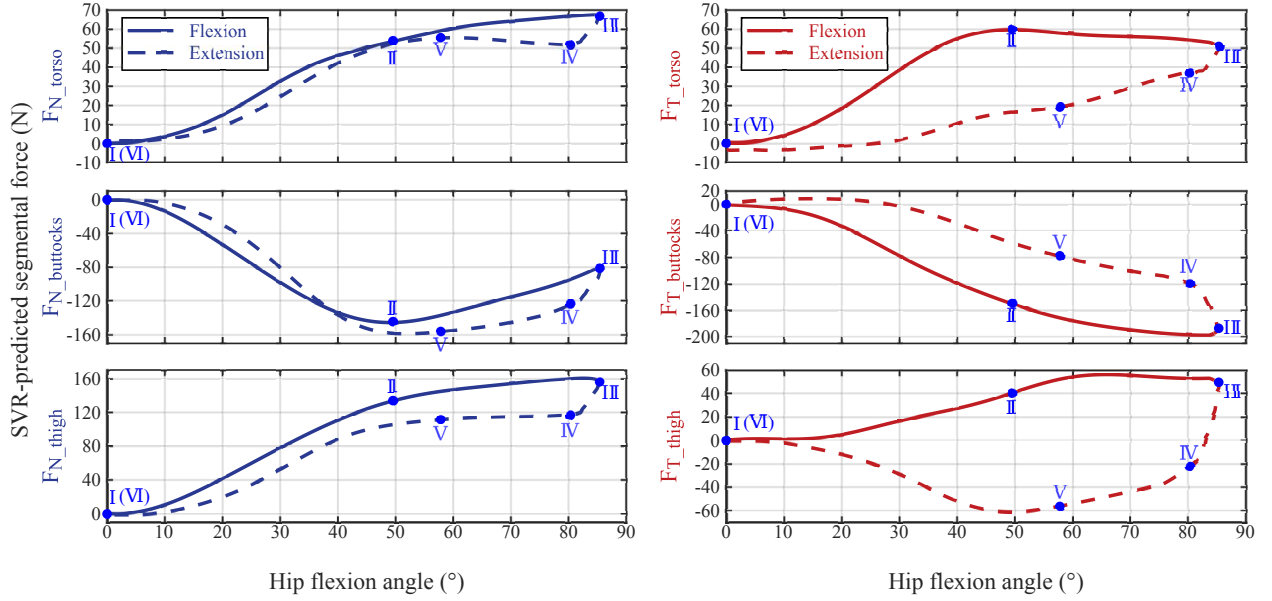 SVR-predicted segmental force (N)
F_N_torso
70
60
50
40
30
20
10
0
-10
Flexion
Extension
I (VI)
II
V
IV
III
F_T_torso
70
60
50
40
30
20
10
0
-10
Flexion
Extension
I (VI)
II
V
IV
III
F_N_buttocks
0
-40
-80
-120
-160
I (VI)
II
V
IV
III
F_T_buttocks
20
0
-40
-80
-120
-160
-200
I (VI)
II
V
IV
III
F_N_thigh
160
120
80
40
0
I (VI)
II
V
IV
III
0 10 20 30 40 50 60 70 80 90
Hip flexion angle (°)
F_T_thigh
60
40
20
0
-20
-40
-60
I (VI)
II
V
IV
III
0 10 20 30 40 50 60 70 80 90
Hip flexion angle (°)